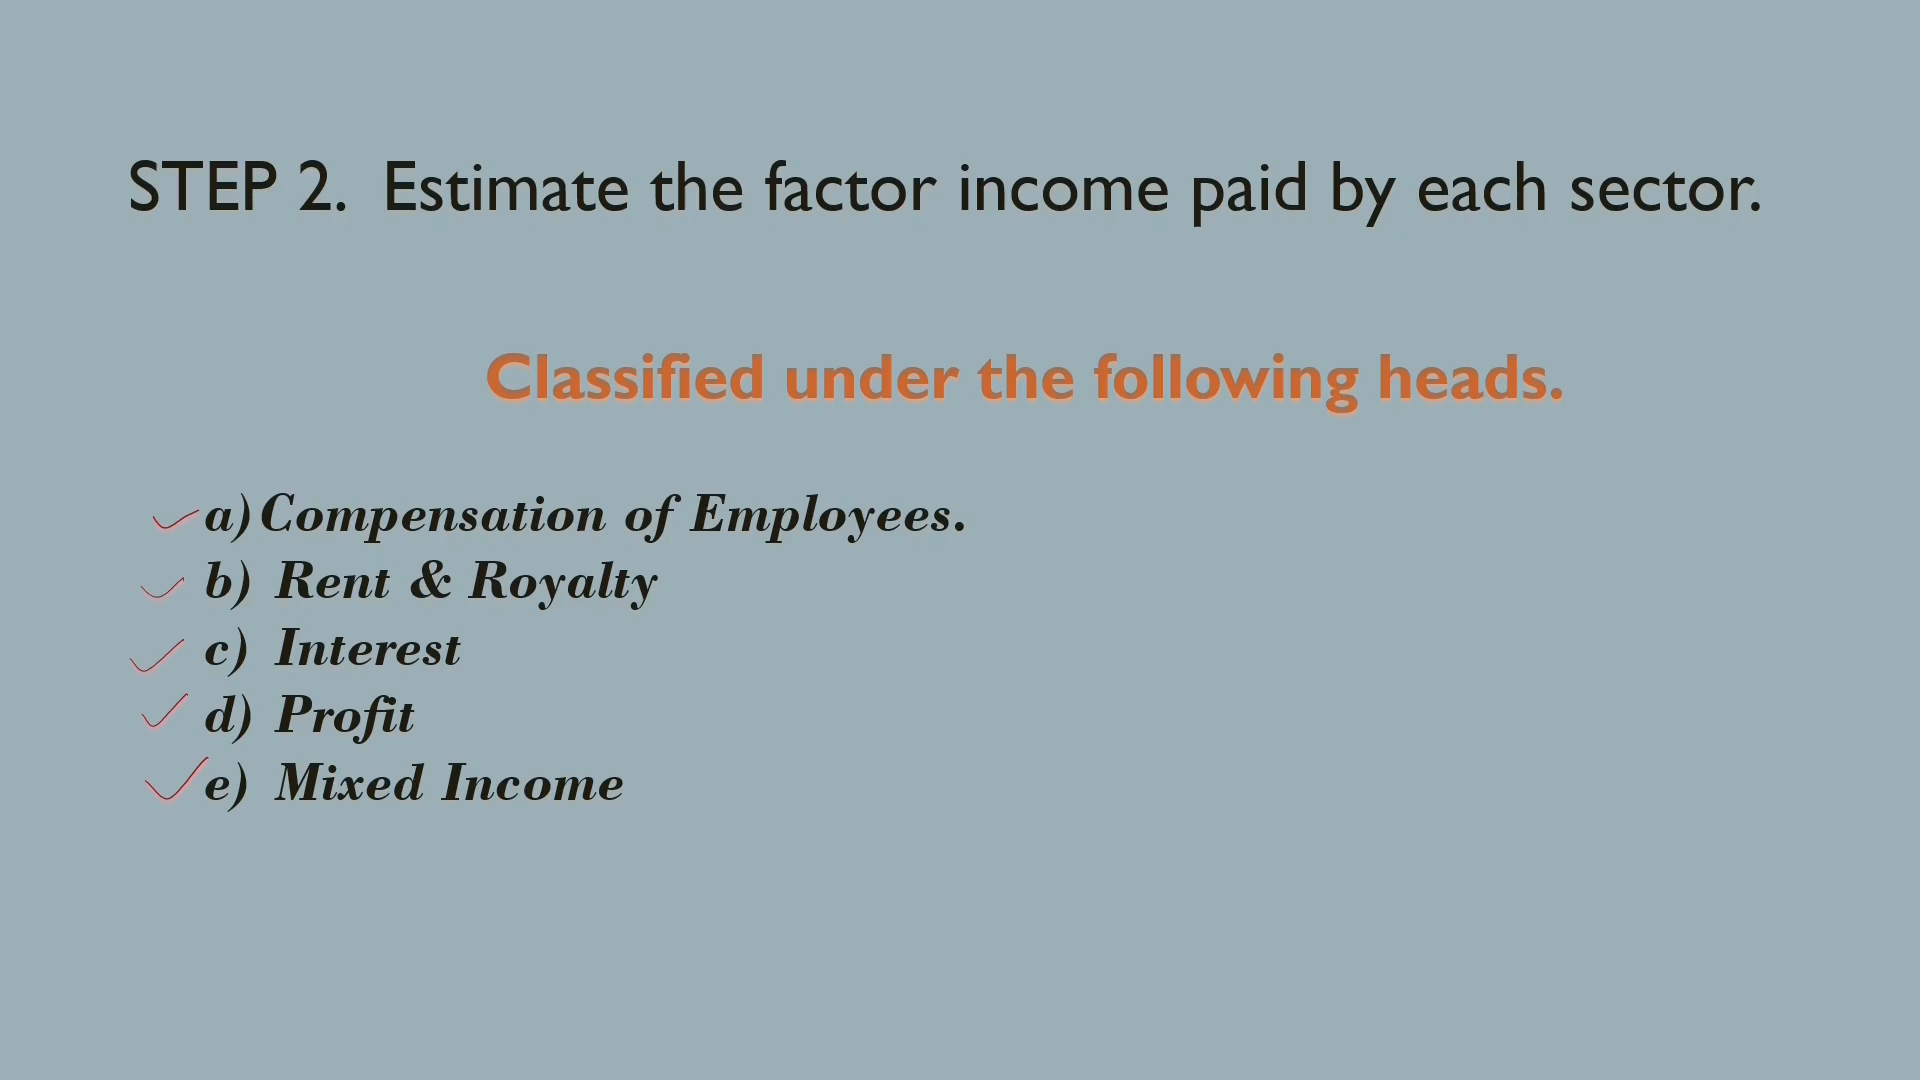 STEP 2. Estimate the factor income paid by each sector.
Classified under the following heads.
a) Compensation of Employees.
b) Rent & Royalty
c) Interest
d) Profit
e) Mixed Income